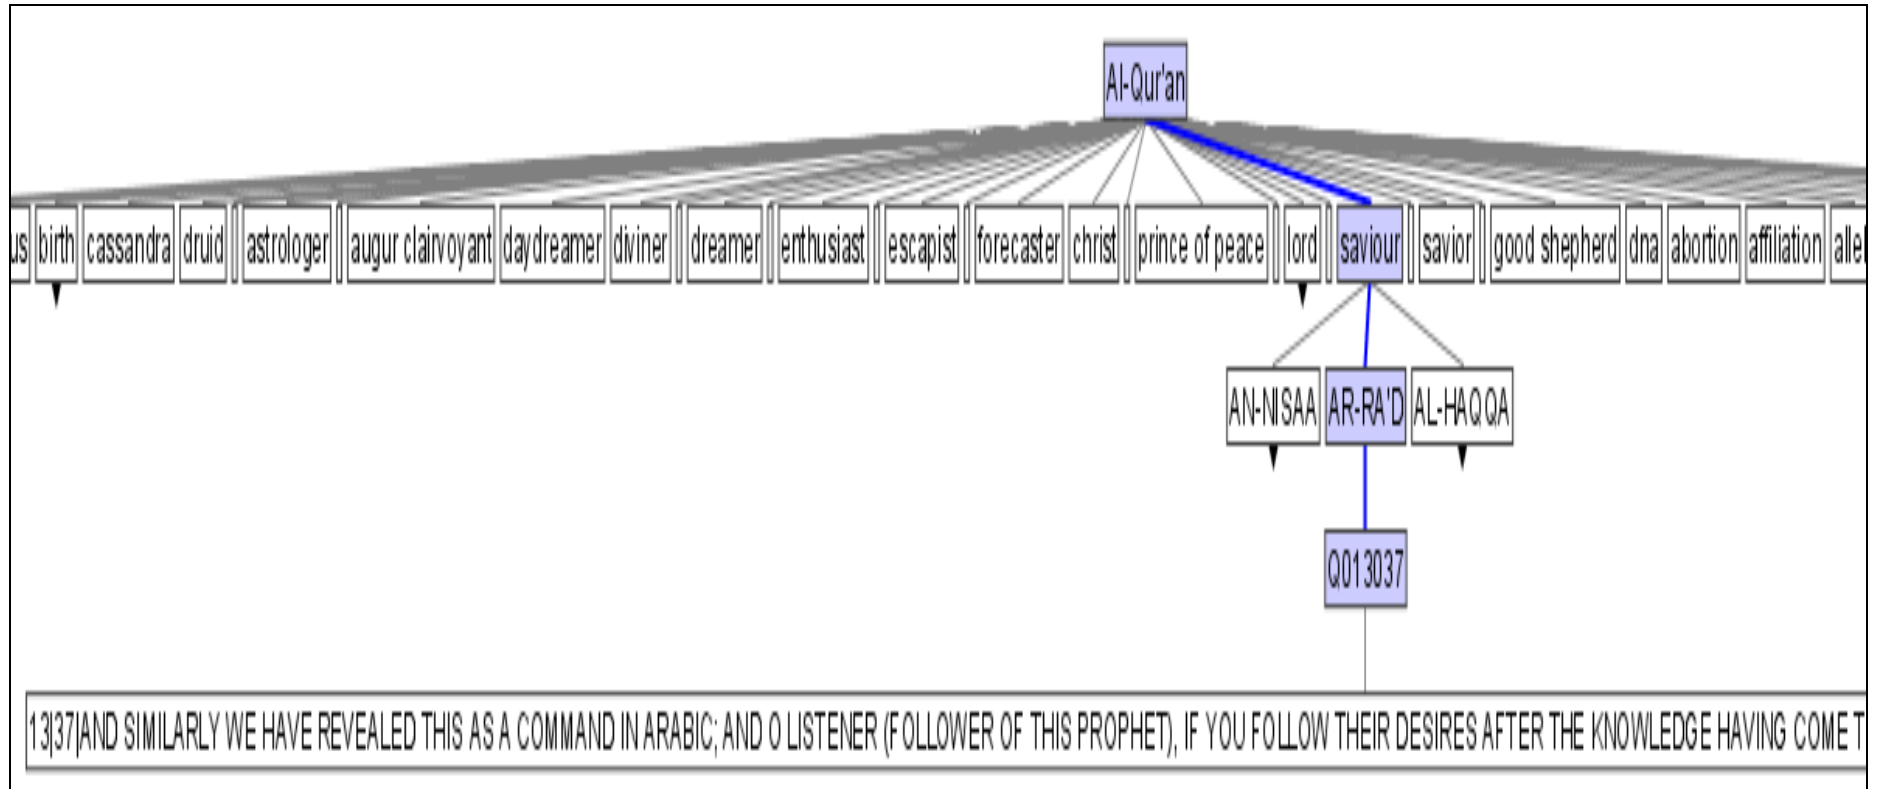 Al-Qur'an
us birth cassandra druid astrologer augur clairvoyant daydreamer diviner dreamer enthusiast escapist forecaster christ prince of peace lord saviour savior good shepherd dna abortion affiliation allel
AN-NISAA AR-RA'D AL-HAQQA
Q013037
13|37|AND SIMILARLY WE HAVE REVEALED THIS AS A COMMAND IN ARABIC; AND O LISTENER (FOLLOWER OF THIS PROPHET), IF YOU FOLLOW THEIR DESIRES AFTER THE KNOWLEDGE HAVING COME T